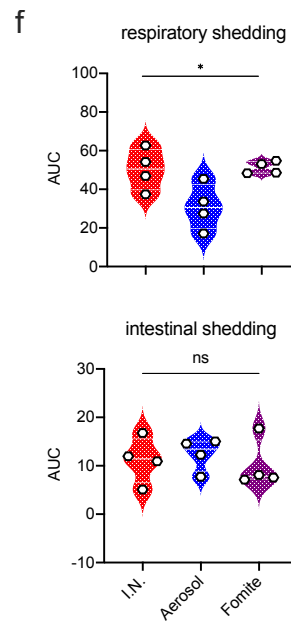 f
respiratory shedding
*
100
80
60
40
20
0
AUC
intestinal shedding
ns
30
20
10
0
-10
AUC
I.N.
Aerosol
Fomite